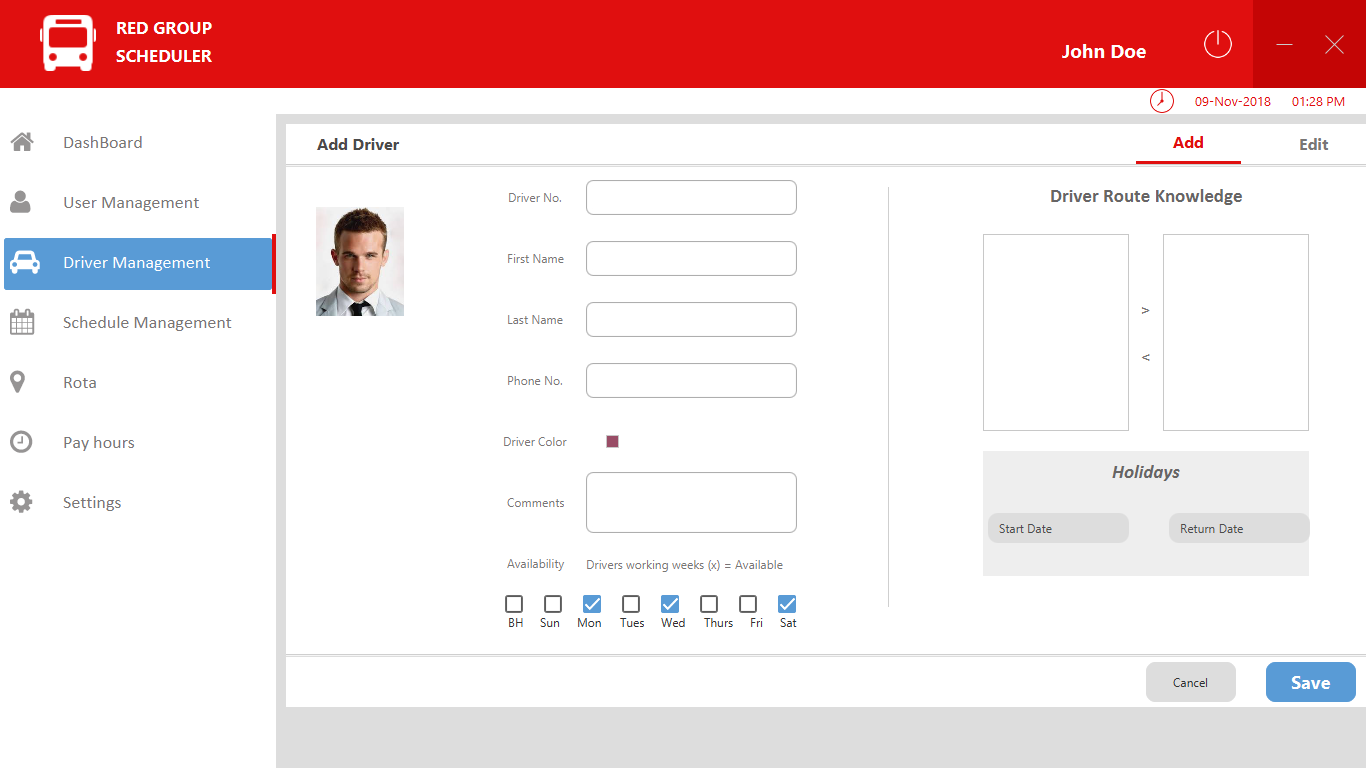 RED GROUP
SCHEDULER
John Doe
09-Nov-2018 01:28 PM
DashBoard
User Management
Driver Management
Schedule Management
Rota
Pay hours
Settings
Add Driver
Add
Edit
Driver No.
First Name
Last Name
Phone No.
Driver Color
Comments
Availability Drivers working weeks (x) = Available
BH Sun Mon Tues Wed Thurs Fri Sat
Driver Route Knowledge
>
<
Holidays
Start Date Return Date
Cancel
Save